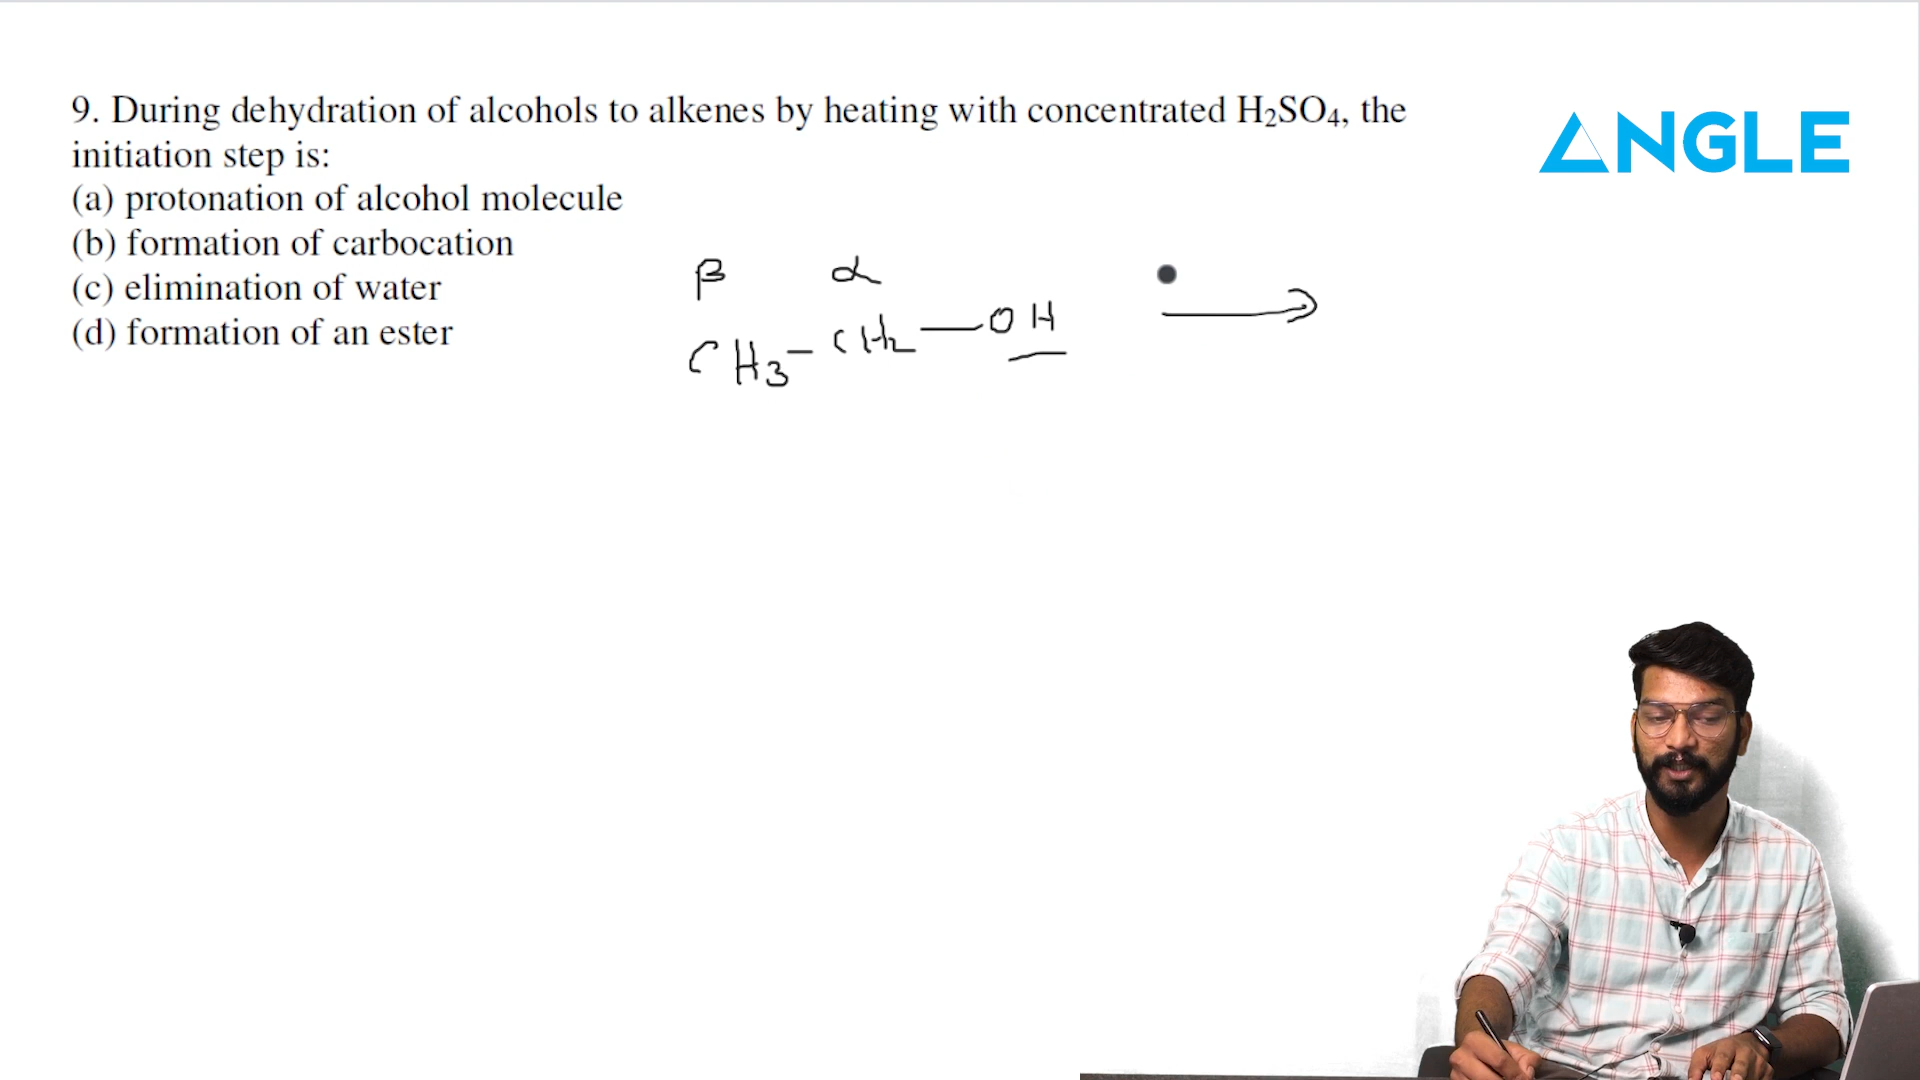 9. During dehydration of alcohols to alkenes by heating with concentrated H₂SO₄, the
initiation step is:
(a) protonation of alcohol molecule
(b) formation of carbocation
(c) elimination of water
(d) formation of an ester
ANGLE
β α
CH₃-CH₂—OH